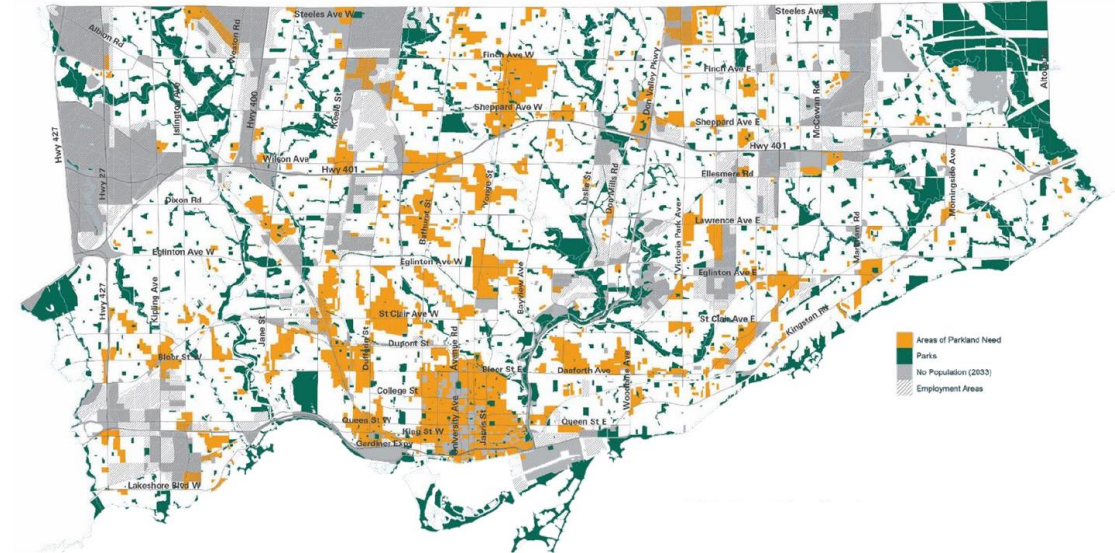 Steeles Ave W
Steeles Ave
Albion Rd
Weston Rd
Finch Ave W
Finch Ave E
Don Valley Pkwy
Islington Ave
Hwy 400
Keele St
Sheppard Ave W
Sheppard Ave E
McCowan Rd
Hwy 427
Wilson Ave
Hwy 401
Hwy 401
Hwy 27
Ellesmere Rd
Morningside Ave
Dixon Rd
Bathurst St
Yonge St
Leslie St
Don Mills Rd
Lawrence Ave E
Victoria Park Ave
Markham Rd
Eglinton Ave W
Eglinton Ave W
Eglinton Ave E
Hwy 427
Kipling Ave
Bayview Ave
St Clair Ave W
St Clair Ave E
Kingston Rd
Jane St
Dufferin St
Dupont St
Avenue Rd
Areas of Parkland Need
Parks
No Population (2033)
Employment Areas
Bloor St W
Bloor St E
Danforth Ave
Woodbine Ave
College St
University Ave
Jarvis St
Queen St W
Queen St E
King St W
Gardiner Expy
Lakeshore Blvd W